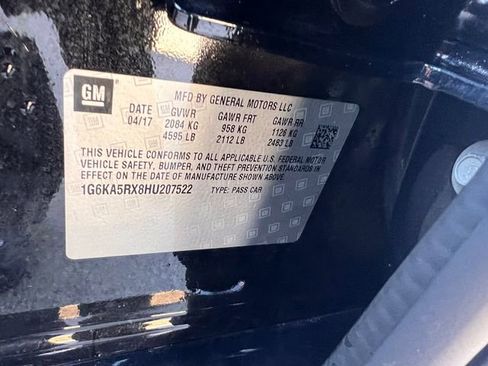 GM
MFD BY GENERAL MOTORS LLC
DATE GVWR GAWR FRT GAWR RR
04/17 2084 KG 958 KG 1126 KG
4595 LB 2112 LB 2483 LB
THIS VEHICLE CONFORMS TO ALL APPLICABLE U.S. FEDERAL MOTOR
VEHICLE SAFETY, BUMPER, AND THEFT PREVENTION STANDARDS IN
EFFECT ON THE DATE OF MANUFACTURE SHOWN ABOVE.
1G6KA5RX8HU207522 TYPE: PASS CAR